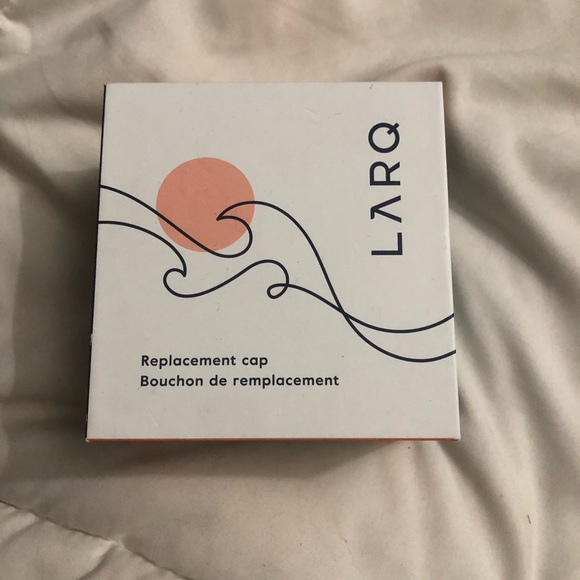 LARQ
Replacement cap
Bouchon de remplacement